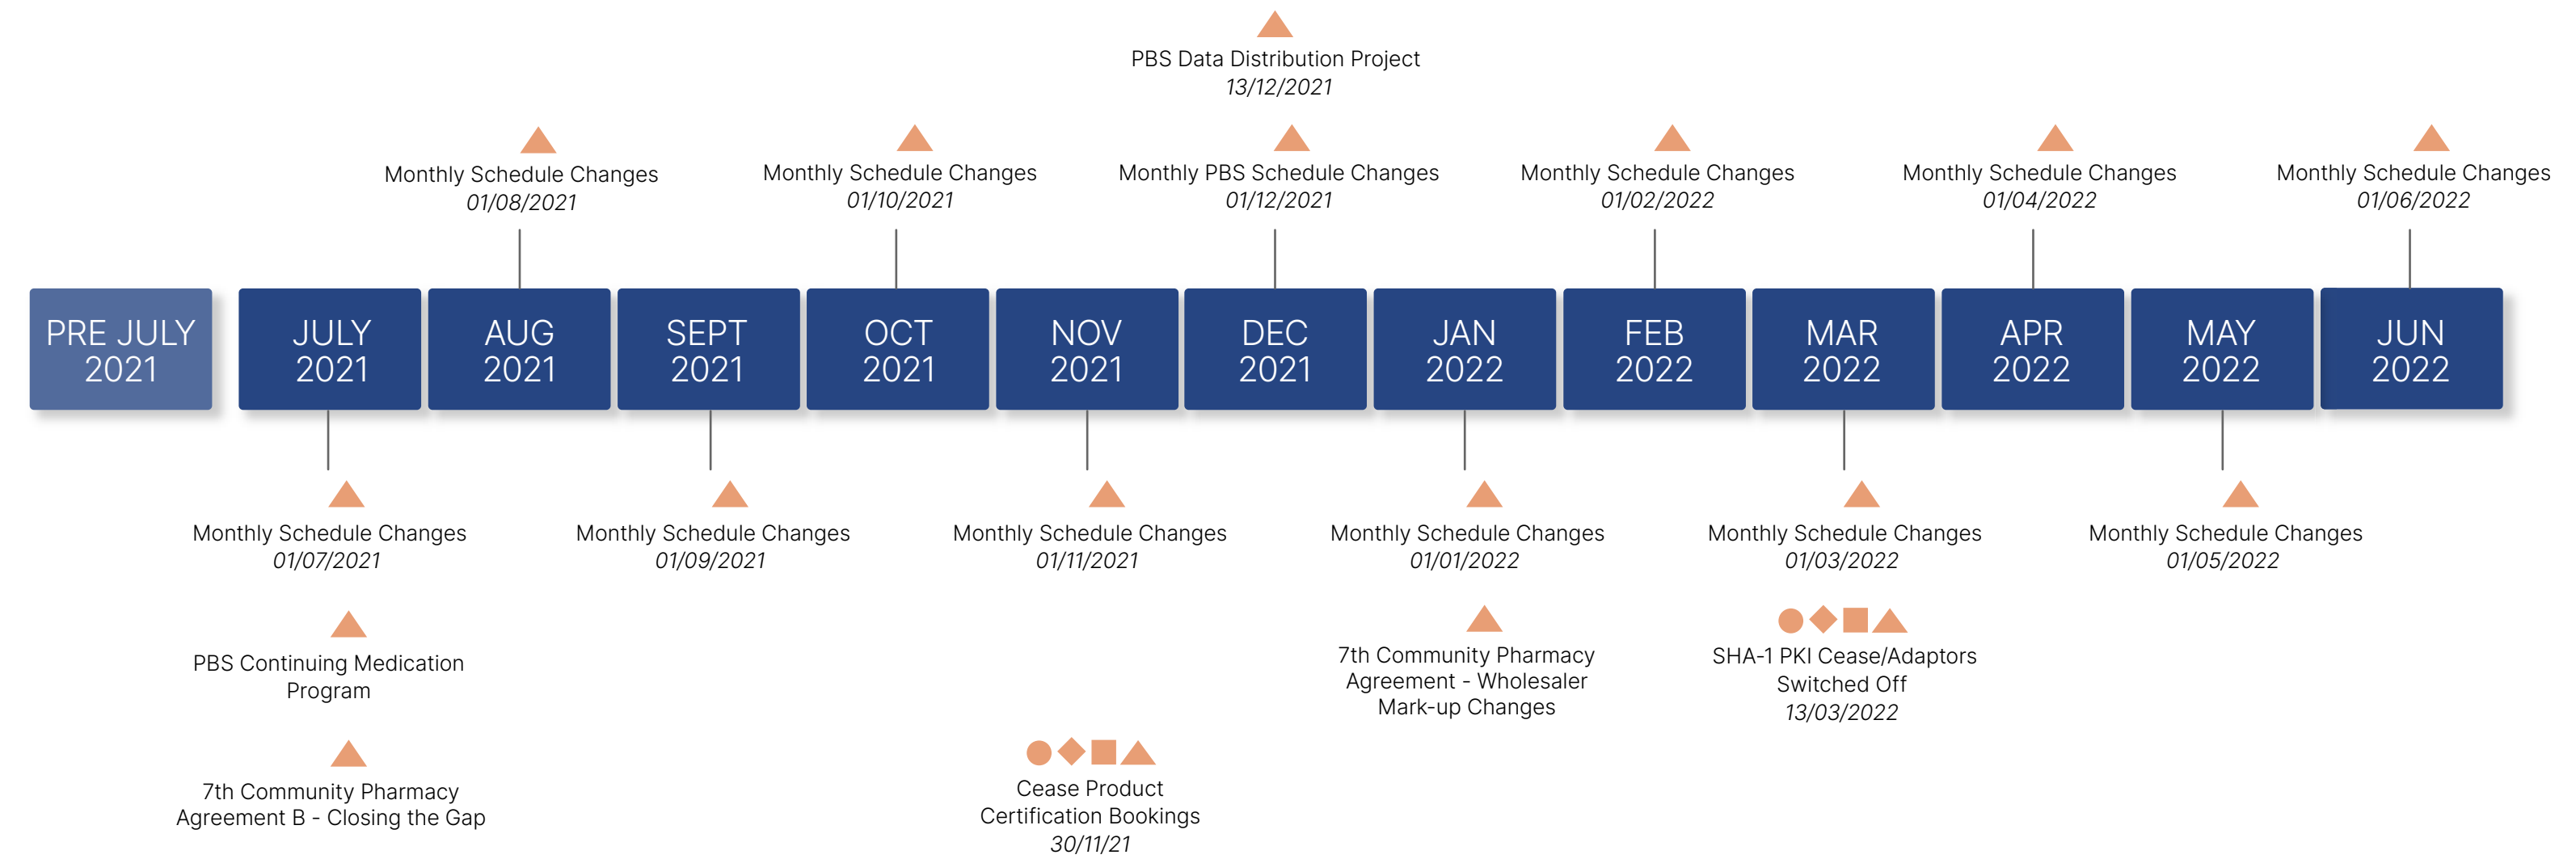 PBS Data Distribution Project
13/12/2021
Monthly Schedule Changes
01/08/2021
Monthly Schedule Changes
01/10/2021
Monthly PBS Schedule Changes
01/12/2021
Monthly Schedule Changes
01/02/2022
Monthly Schedule Changes
01/04/2022
Monthly Schedule Changes
01/06/2022
PRE JULY
2021
JULY
2021
AUG
2021
SEPT
2021
OCT
2021
NOV
2021
DEC
2021
JAN
2022
FEB
2022
MAR
2022
APR
2022
MAY
2022
JUN
2022
Monthly Schedule Changes
01/07/2021
Monthly Schedule Changes
01/09/2021
Monthly Schedule Changes
01/11/2021
Monthly Schedule Changes
01/01/2022
Monthly Schedule Changes
01/03/2022
Monthly Schedule Changes
01/05/2022
PBS Continuing Medication
Program
7th Community Pharmacy
Agreement - Wholesaler
Mark-up Changes
SHA-1 PKI Cease/Adaptors
Switched Off
13/03/2022
7th Community Pharmacy
Agreement B - Closing the Gap
Cease Product
Certification Bookings
30/11/21